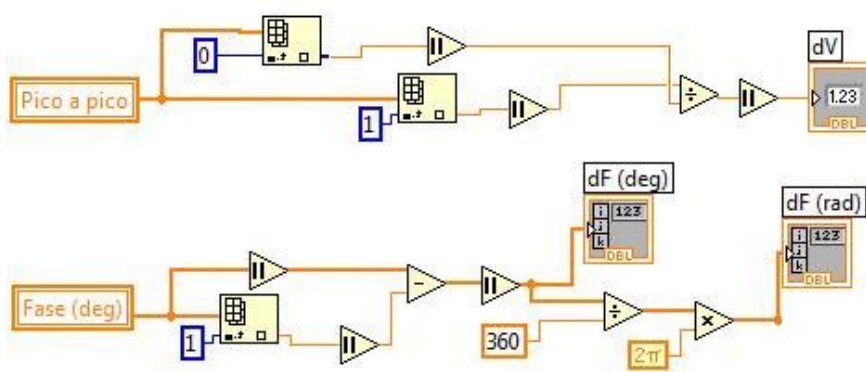 0
dV
Pico a pico
1
1.23
DBL
dF (deg)
i 123
j
k
DBL
dF (rad)
i 123
j
k
DBL
Fase (deg)
1
360
2π